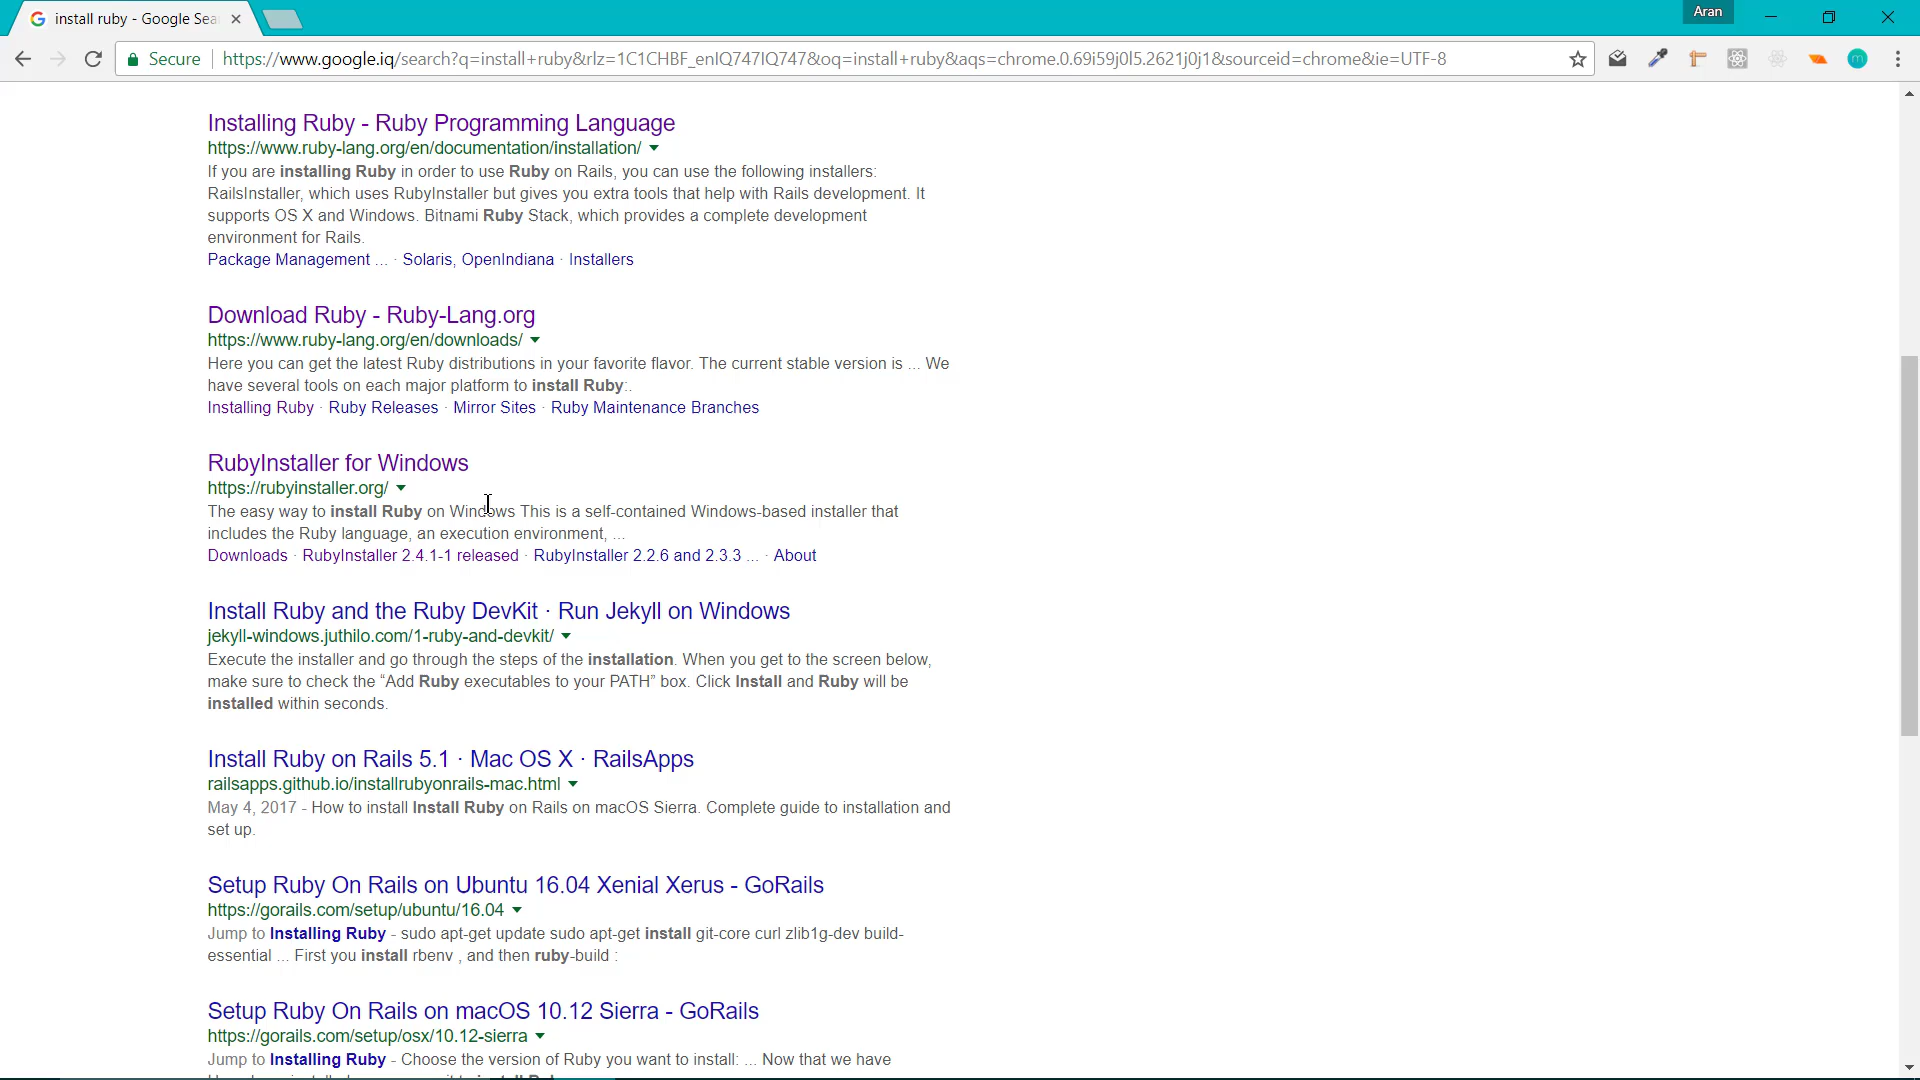 install ruby - Google Sea
Aran
Secure
https://www.google.iq/search?q=install+ruby&rlz=1C1CHBF_enIQ747IQ747&oq=install+ruby&aqs=chrome.0.69i59j0l5.2621j0j1&sourceid=chrome&ie=UTF-8
m
Installing Ruby - Ruby Programming Language
https://www.ruby-lang.org/en/documentation/installation/
If you are installing Ruby in order to use Ruby on Rails, you can use the following installers:
RailsInstaller, which uses RubyInstaller but gives you extra tools that help with Rails development. It
supports OS X and Windows. Bitnami Ruby Stack, which provides a complete development
environment for Rails.
Package Management ... · Solaris, OpenIndiana · Installers
Download Ruby - Ruby-Lang.org
https://www.ruby-lang.org/en/downloads/
Here you can get the latest Ruby distributions in your favorite flavor. The current stable version is ... We
have several tools on each major platform to install Ruby:.
Installing Ruby · Ruby Releases · Mirror Sites · Ruby Maintenance Branches
RubyInstaller for Windows
https://rubyinstaller.org/
The easy way to install Ruby on Windows This is a self-contained Windows-based installer that
includes the Ruby language, an execution environment, ...
Downloads · RubyInstaller 2.4.1-1 released · RubyInstaller 2.2.6 and 2.3.3 ... · About
Install Ruby and the Ruby DevKit · Run Jekyll on Windows
jekyll-windows.juthilo.com/1-ruby-and-devkit/
Execute the installer and go through the steps of the installation. When you get to the screen below,
make sure to check the “Add Ruby executables to your PATH” box. Click Install and Ruby will be
installed within seconds.
Install Ruby on Rails 5.1 · Mac OS X · RailsApps
railsapps.github.io/installrubyonrails-mac.html
May 4, 2017 - How to install Install Ruby on Rails on macOS Sierra. Complete guide to installation and
set up.
Setup Ruby On Rails on Ubuntu 16.04 Xenial Xerus - GoRails
https://gorails.com/setup/ubuntu/16.04
Jump to Installing Ruby - sudo apt-get update sudo apt-get install git-core curl zlib1g-dev build-
essential ... First you install rbenv , and then ruby-build :
Setup Ruby On Rails on macOS 10.12 Sierra - GoRails
https://gorails.com/setup/osx/10.12-sierra
Jump to Installing Ruby - Choose the version of Ruby you want to install: ... Now that we have